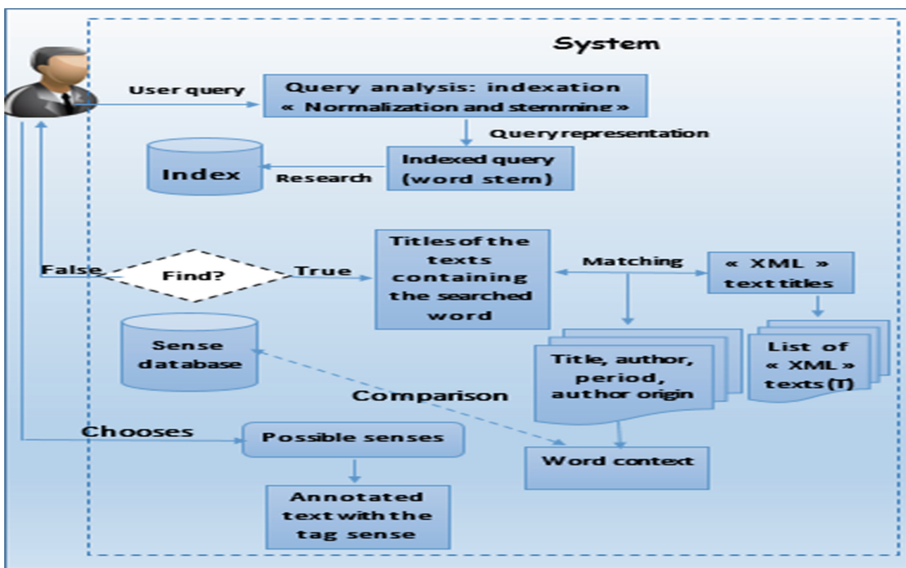 System
User query
Query analysis: indexation
« Normalization and stemming »
Query representation
Index
Research
Indexed query
(word stem)
False
Find?
True
Titles of the
texts
containing
the searched
word
Matching
« XML »
text titles
Sense
database
Title, author,
period,
author origin
List of
« XML »
texts (T)
Comparison
Chooses
Possible senses
Word context
Annotated
text with the
tag sense